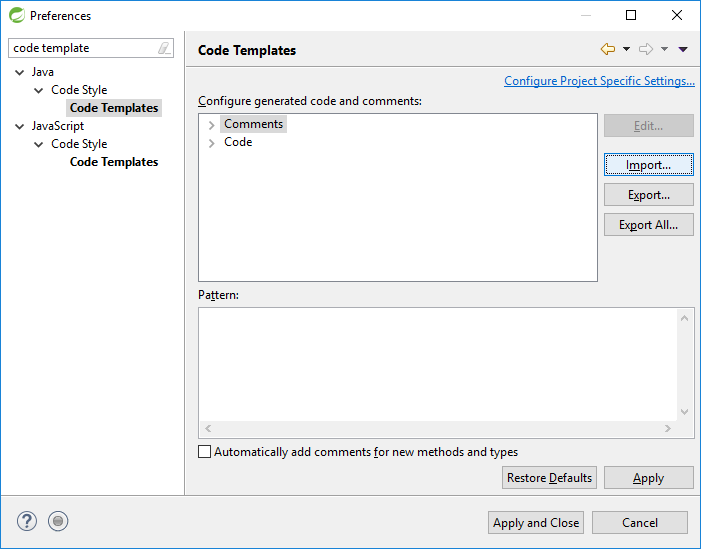 Preferences
code template
Java
Code Style
Code Templates
JavaScript
Code Style
Code Templates
Code Templates
Configure Project Specific Settings...
Configure generated code and comments:
Comments
Code
Edit...
Import...
Export...
Export All...
Pattern:
Automatically add comments for new methods and types
Restore Defaults
Apply
?
Apply and Close
Cancel